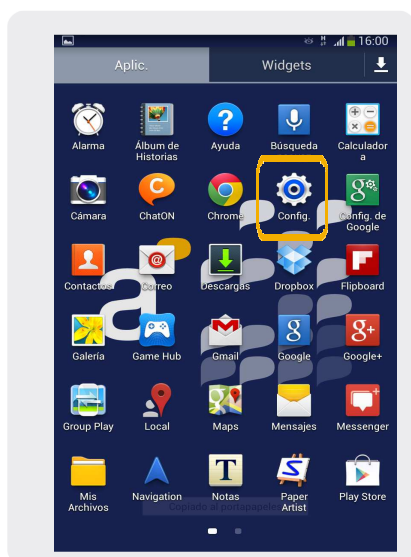 16:00
Aplic.
Widgets
Alarma
Álbum de
Historias
Ayuda
Búsqueda
Calculador
a
Cámara
ChatON
Chrome
Config.
Config. de
Google
Contactos
Correo
Descargas
Dropbox
Flipboard
Galería
Game Hub
Gmail
Google
Google+
Group Play
Local
Maps
Mensajes
Messenger
Mis
Archivos
Navigation
Notas
Paper
Artist
Play Store
Copiado al portapapeles